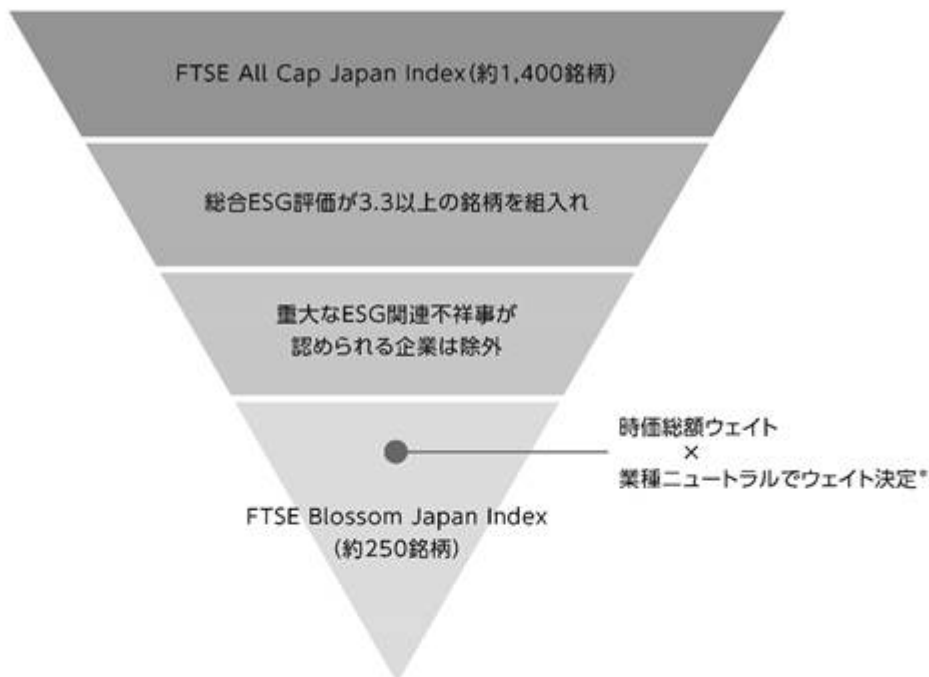 FTSE All Cap Japan Index(約1,400銘柄)
総合ESG評価が3.3以上の銘柄を組入れ
重大なESG関連不祥事が
認められる企業は除外
時価総額ウェイト
×
業種ニュートラルでウェイト決定*
FTSE Blossom Japan Index
(約250銘柄)